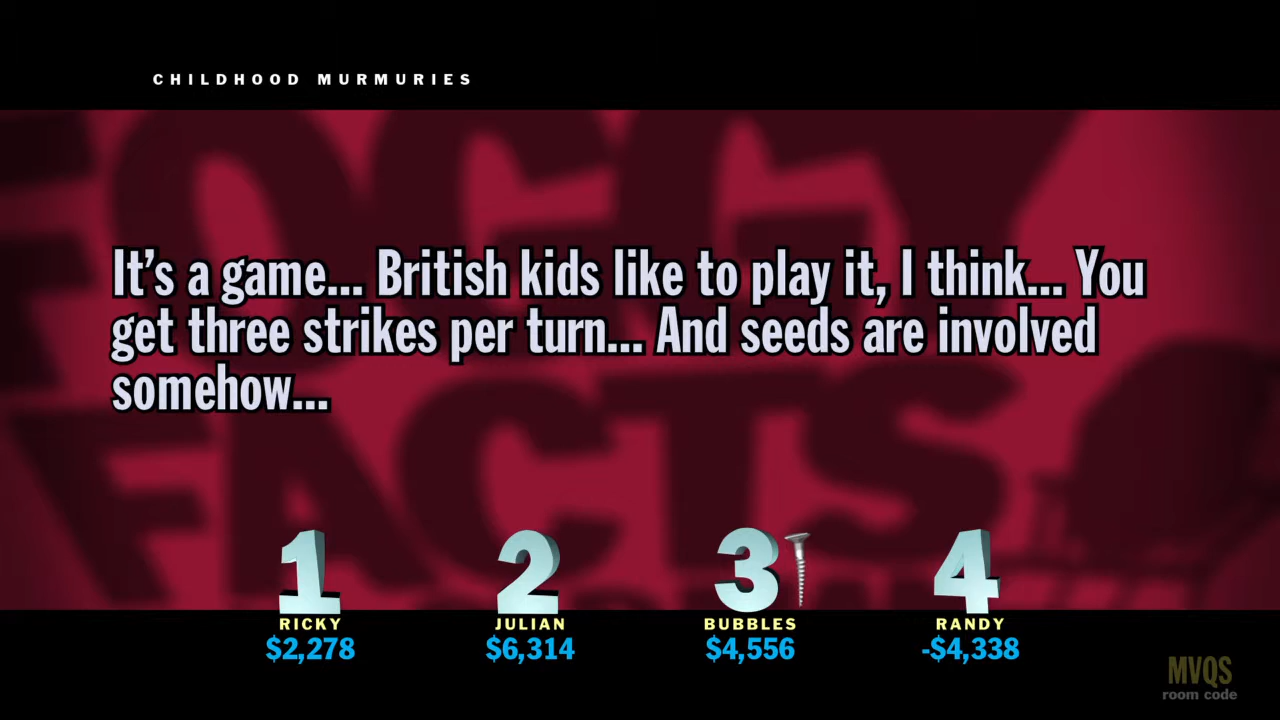 CHILDHOOD MURMURIES
FOGGY
FACTS
It's a game... British kids like to play it, I think... You
get three strikes per turn... And seeds are involved
somehow...
1 2 3 4
RICKY JULIAN BUBBLES RANDY
$2,278 $6,314 $4,556 -$4,338
MVQS
room code